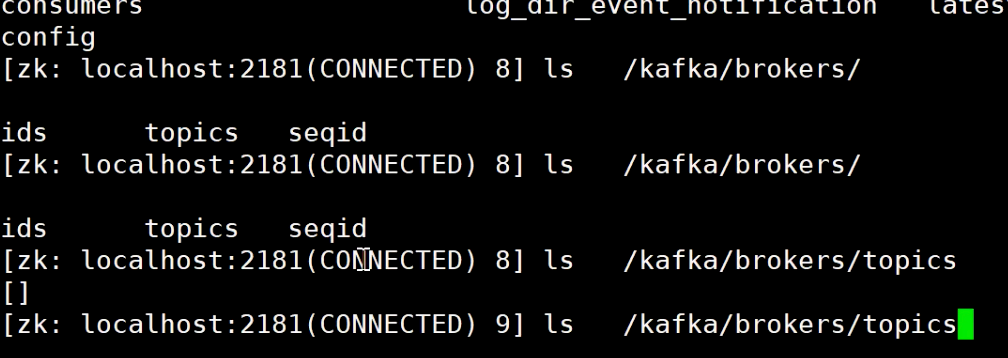 consumers                    log_dir_event_notification   lates
config
[zk: localhost:2181(CONNECTED) 8] ls   /kafka/brokers/
ids      topics   seqid
[zk: localhost:2181(CONNECTED) 8] ls   /kafka/brokers/
ids      topics   seqid
[zk: localhost:2181(CONNECTED) 8] ls   /kafka/brokers/topics
[]
[zk: localhost:2181(CONNECTED) 9] ls   /kafka/brokers/topics